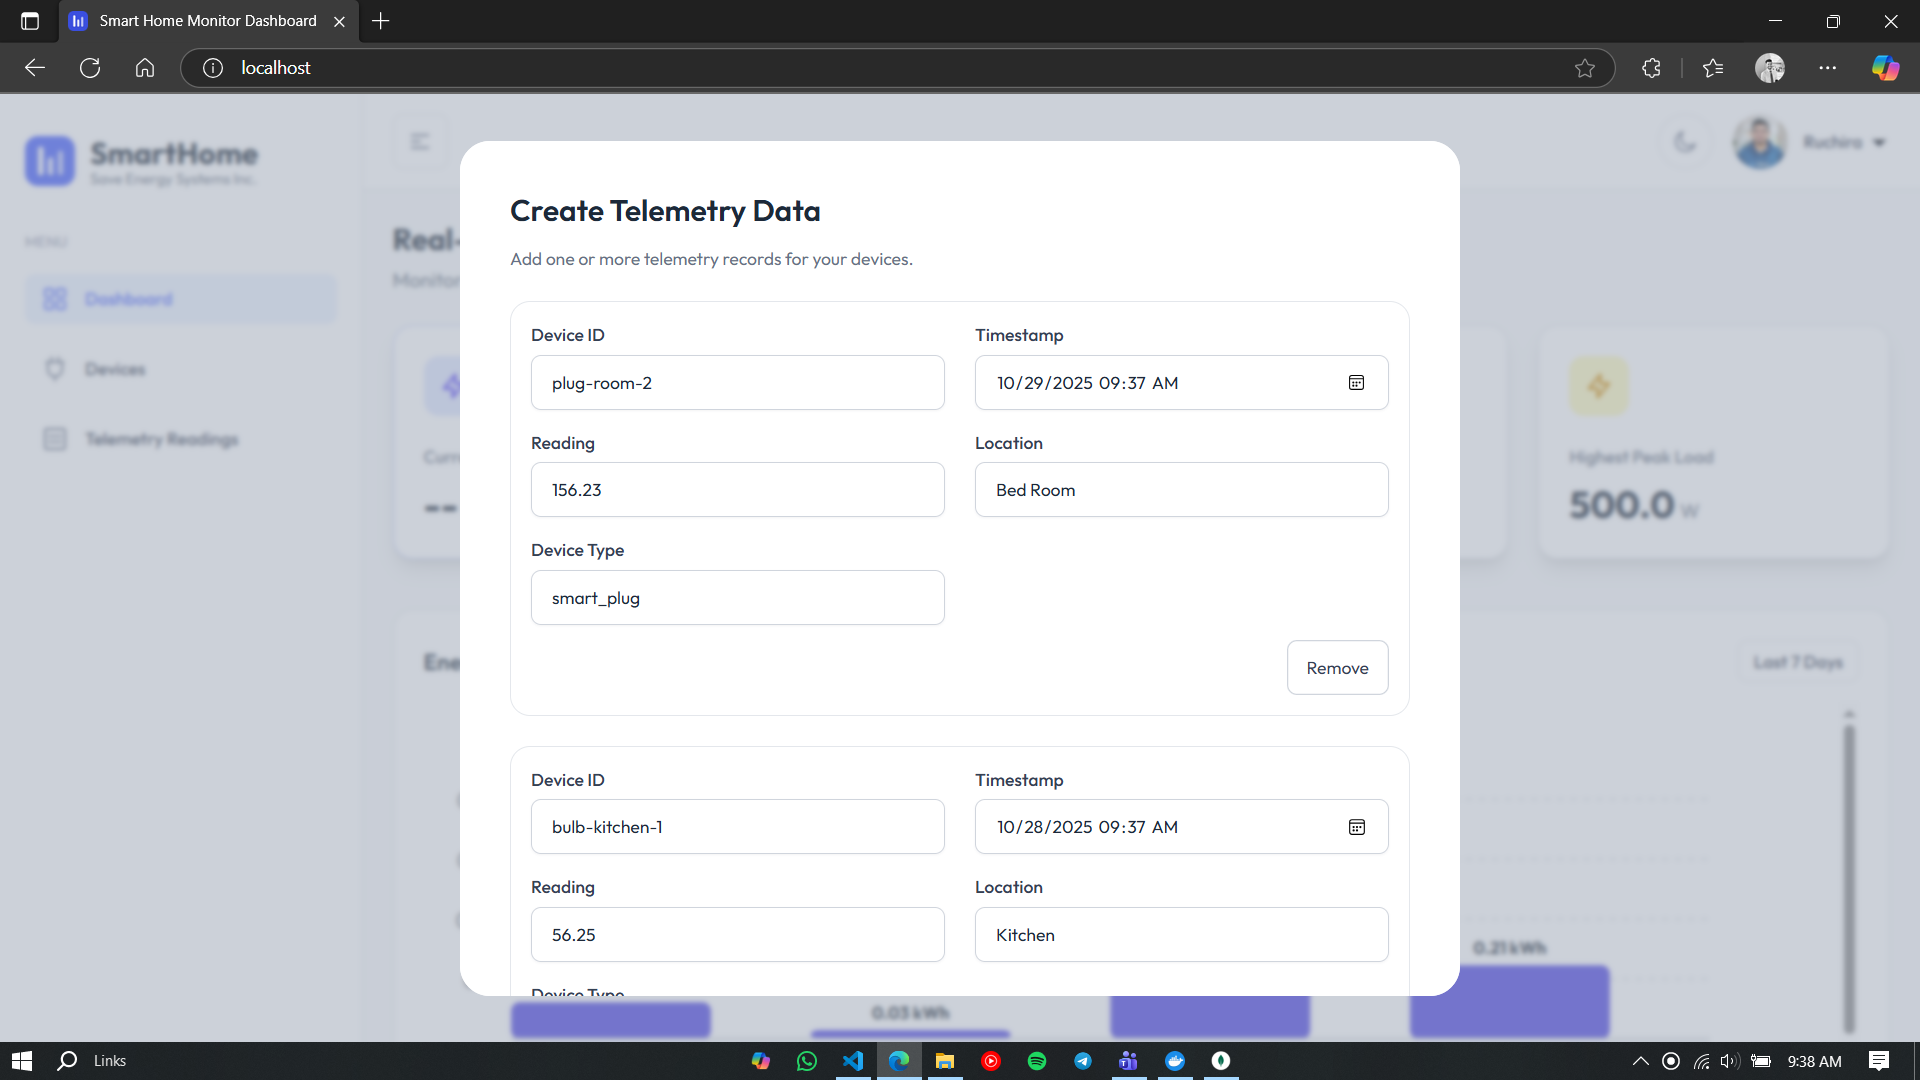 Smart Home Monitor Dashboard
localhost
SmartHome
Save Energy Systems Inc.
Ruchira
MENU
Dashboard
Devices
Telemetry Readings
Real-
Monitor
Create Telemetry Data
Add one or more telemetry records for your devices.
Device ID
Timestamp
plug-room-2
10/29/2025 09:37 AM
Reading
Location
156.23
Bed Room
Device Type
smart_plug
Remove
Device ID
Timestamp
bulb-kitchen-1
10/28/2025 09:37 AM
Reading
Location
56.25
Kitchen
Device Type
Curr
--
Highest Peak Load
500.0 W
Ene
Last 7 Days
0.03 kWh
0.21 kWh
Links
9:38 AM